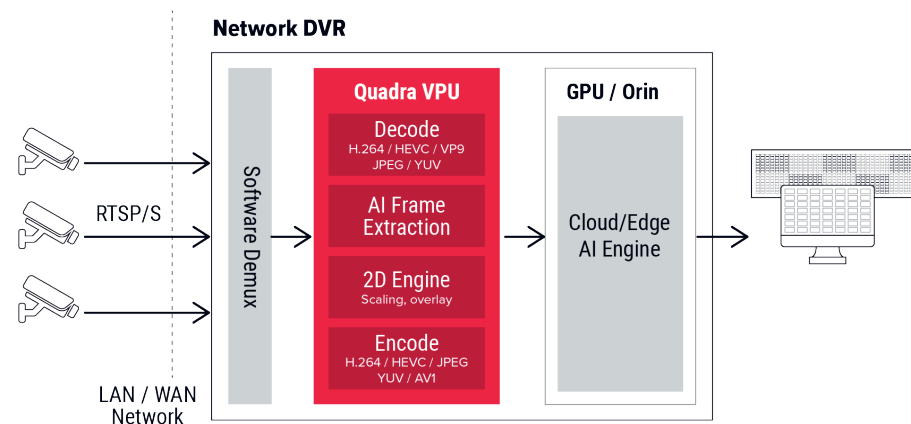 Network DVR
RTSP/S
LAN / WAN
Network
Software Demux
Quadra VPU
Decode
H.264 / HEVC / VP9
JPEG / YUV
AI Frame
Extraction
2D Engine
Scaling, overlay
Encode
H.264 / HEVC / JPEG
YUV / AV1
GPU / Orin
Cloud/Edge
AI Engine